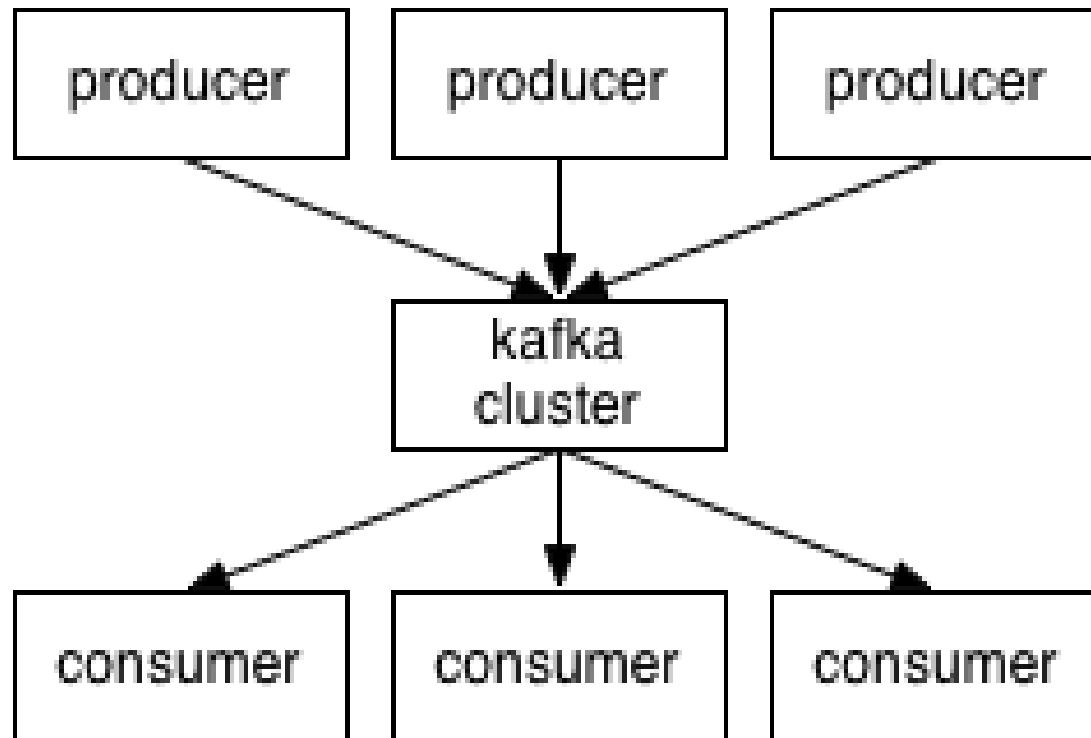 producer
producer
producer
kafka
cluster
consumer
consumer
consumer